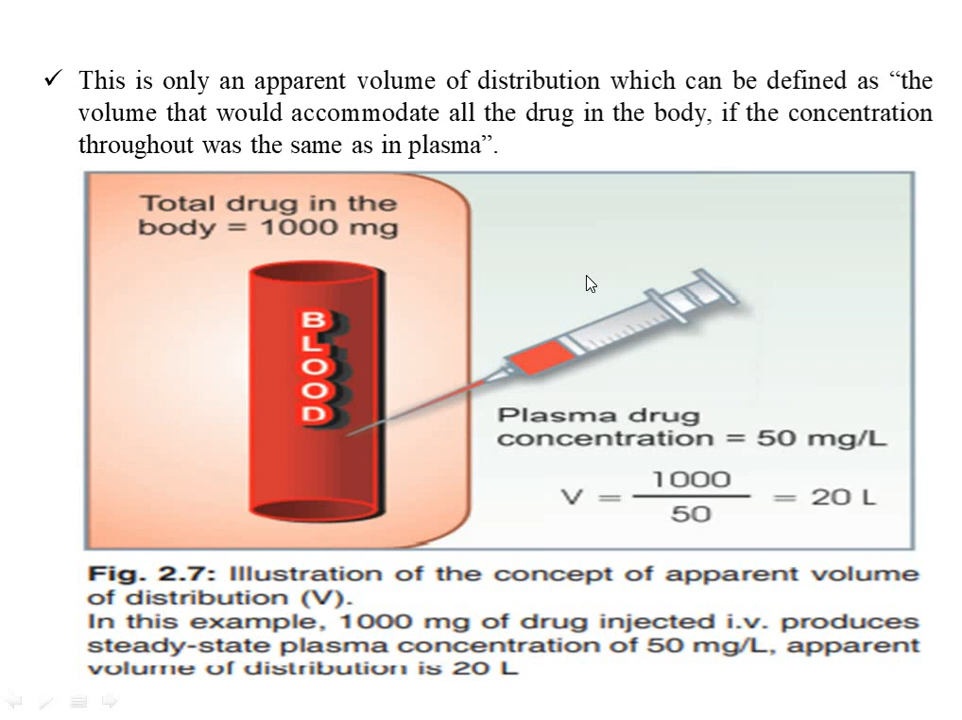 ✓ This is only an apparent volume of distribution which can be defined as “the
volume that would accommodate all the drug in the body, if the concentration
throughout was the same as in plasma”.
Total drug in the
body = 1000 mg
BLOOD
Plasma drug
concentration = 50 mg/L
V = 1000/50 = 20 L
Fig. 2.7: Illustration of the concept of apparent volume
of distribution (V).
In this example, 1000 mg of drug injected i.v. produces
steady-state plasma concentration of 50 mg/L, apparent
volume of distribution is 20 L